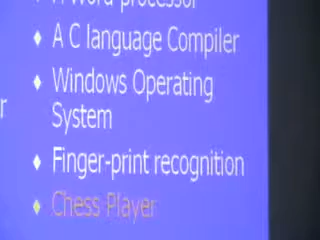 A Word processor
♦ A C language Compiler
♦ Windows Operating
System
r
♦ Finger-print recognition
♦ Chess Player